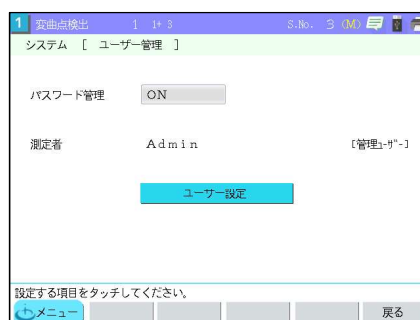 1 変曲点検出 1 1+3 S.No. 3 (M)
システム [ ユーザー管理 ]
パスワード管理 ON
測定者 Admin [管理ﾕｰｻﾞｰ]
ユーザー設定
設定する項目をタッチしてください。
メニュー 戻る